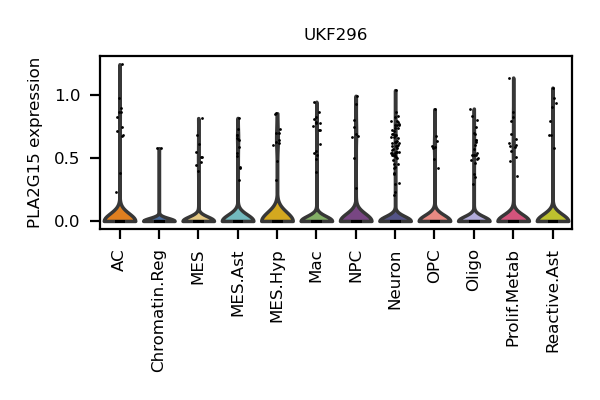 UKF296
PLA2G15 expression
1.0
0.5
0.0
AC
Chromatin.Reg
MES
MES.Ast
MES.Hyp
Mac
NPC
Neuron
OPC
Oligo
Prolif.Metab
Reactive.Ast